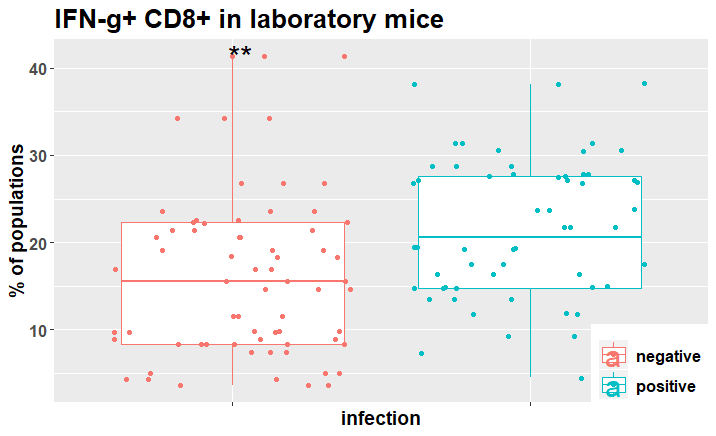 IFN-g+ CD8+ in laboratory mice
**
40
30
20
10
% of populations
infection
a negative
a positive